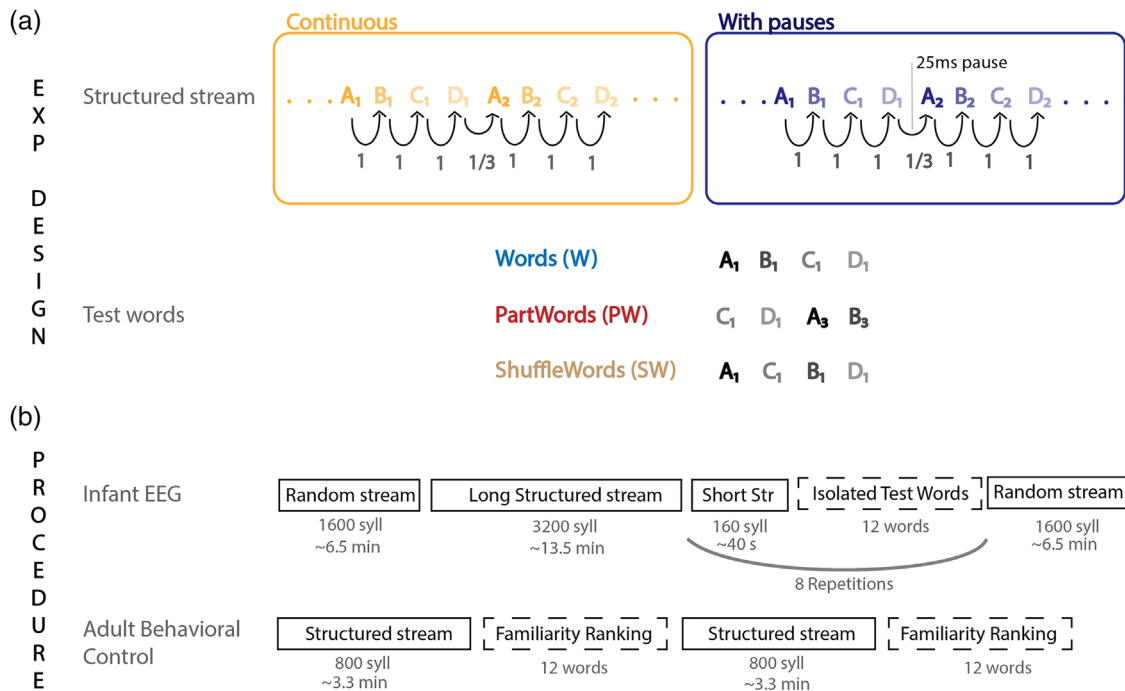 (a)
EXP DESIGN
Continuous
With pauses
25ms pause
Structured stream
. . . A₁ B₁ C₁ D₁ A₂ B₂ C₂ D₂ . . .
1 1 1 1/3 1 1 1
. . . A₁ B₁ C₁ D₁ A₂ B₂ C₂ D₂ . . .
1 1 1 1/3 1 1 1
Test words
Words (W) A₁ B₁ C₁ D₁
PartWords (PW) C₁ D₁ A₃ B₃
ShuffleWords (SW) A₁ C₁ B₁ D₁
(b)
PROCEDURE
Infant EEG
Random stream Long Structured stream Short Str Isolated Test Words Random stream
1600 syll 3200 syll 160 syll 12 words 1600 syll
~6.5 min ~13.5 min ~40 s ~6.5 min
8 Repetitions
Adult Behavioral
Control
Structured stream Familiarity Ranking Structured stream Familiarity Ranking
800 syll 12 words 800 syll 12 words
~3.3 min ~3.3 min